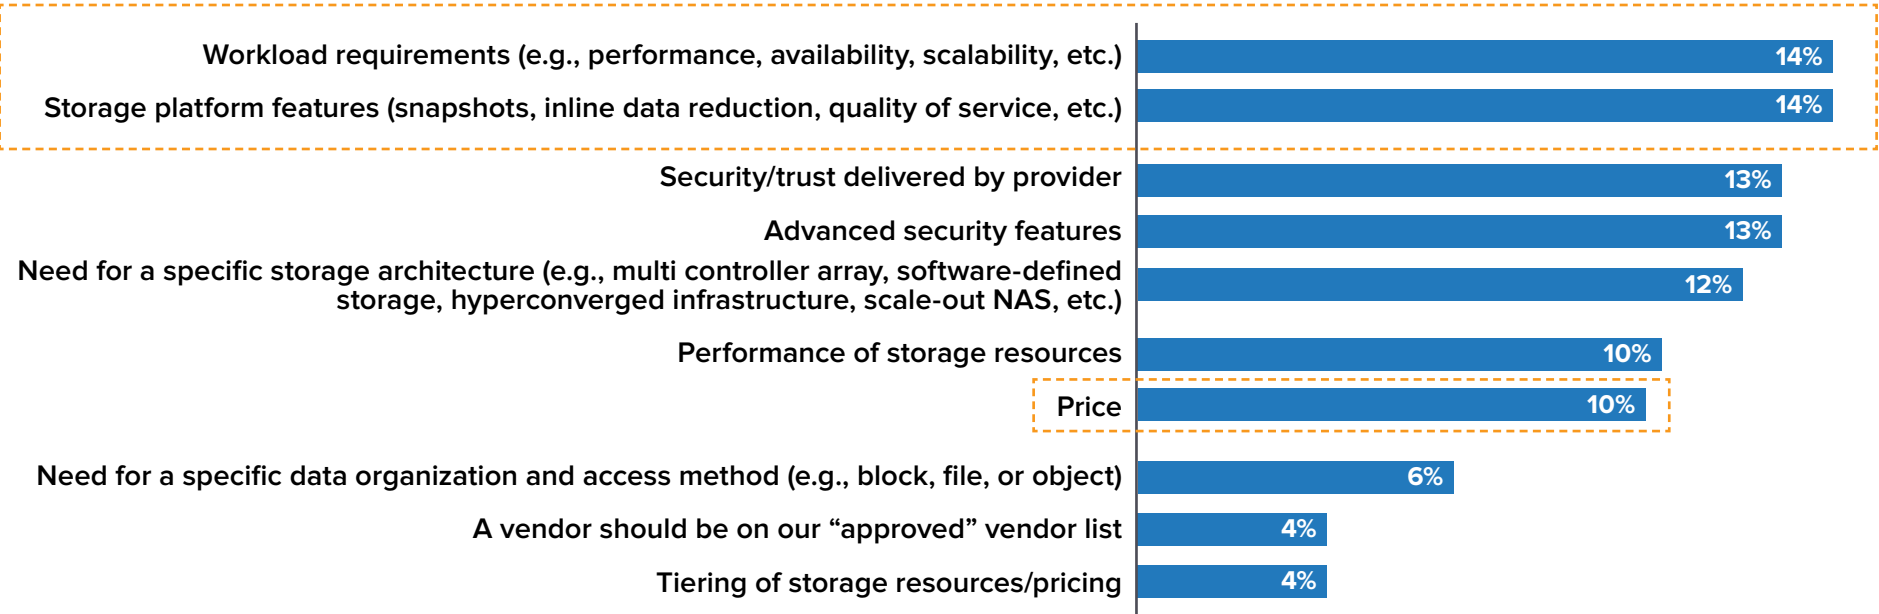 Workload requirements (e.g., performance, availability, scalability, etc.) 14%
Storage platform features (snapshots, inline data reduction, quality of service, etc.) 14%
Security/trust delivered by provider 13%
Advanced security features 13%
Need for a specific storage architecture (e.g., multi controller array, software-defined
storage, hyperconverged infrastructure, scale-out NAS, etc.) 12%
Performance of storage resources 10%
Price 10%
Need for a specific data organization and access method (e.g., block, file, or object) 6%
A vendor should be on our “approved” vendor list 4%
Tiering of storage resources/pricing 4%